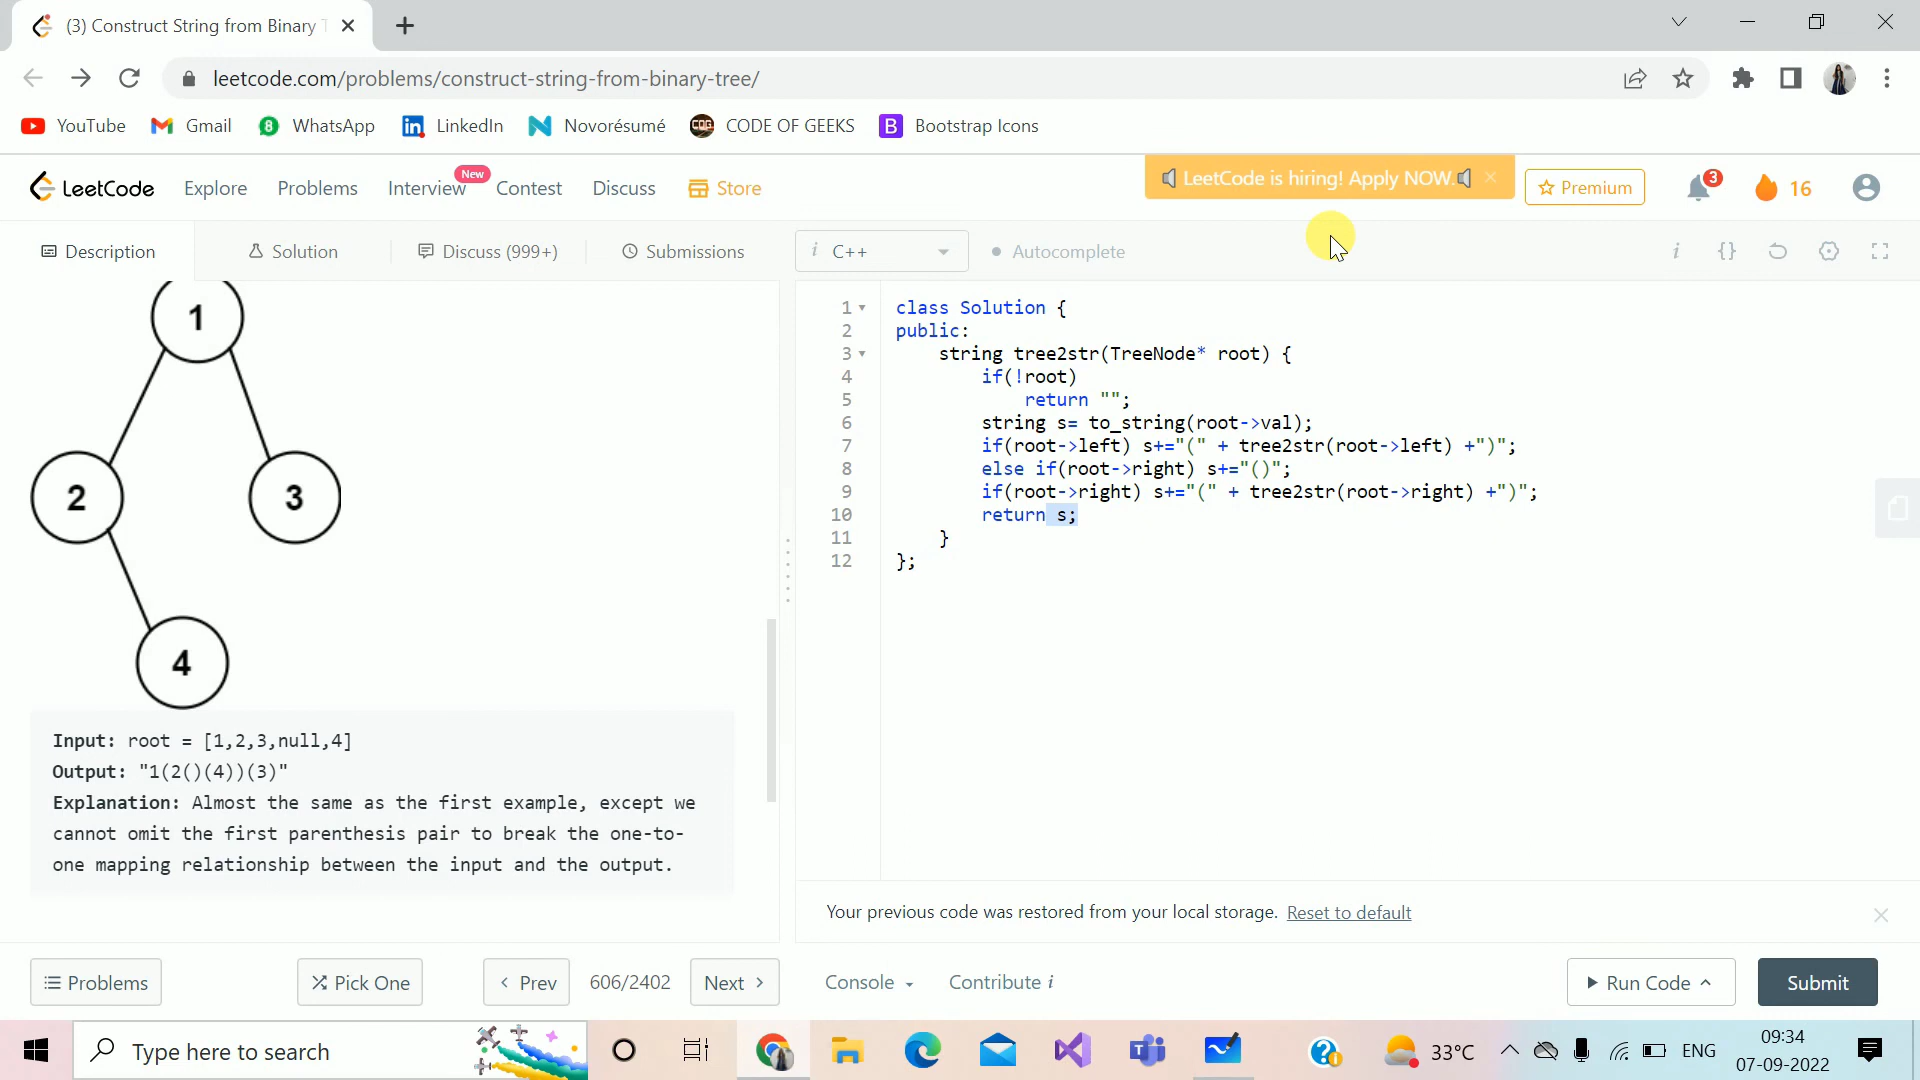 (3) Construct String from Binary T
leetcode.com/problems/construct-string-from-binary-tree/
YouTube
Gmail
8
WhatsApp
in
LinkedIn
N
Novorésumé
COG
CODE OF GEEKS
B
Bootstrap Icons
LeetCode
Explore
Problems
Interview
New
Contest
Discuss
Store
LeetCode is hiring! Apply NOW.
Premium
3
16
Description
Solution
Discuss (999+)
Submissions
i C++
Autocomplete
i
{}
1
2
3
4
Input: root = [1,2,3,null,4]
Output: "1(2()(4))(3)"
Explanation: Almost the same as the first example, except we
cannot omit the first parenthesis pair to break the one-to-
one mapping relationship between the input and the output.
1 class Solution {
2 public:
3 string tree2str(TreeNode* root) {
4 if(!root)
5 return "";
6 string s= to_string(root->val);
7 if(root->left) s+="(" + tree2str(root->left) +")";
8 else if(root->right) s+="()";
9 if(root->right) s+="(" + tree2str(root->right) +")";
10 return s;
11 }
12 };
Your previous code was restored from your local storage. Reset to default
Problems
Pick One
Prev
606/2402
Next
Console
Contribute i
Run Code
Submit
Type here to search
33°C
ENG
09:34
07-09-2022